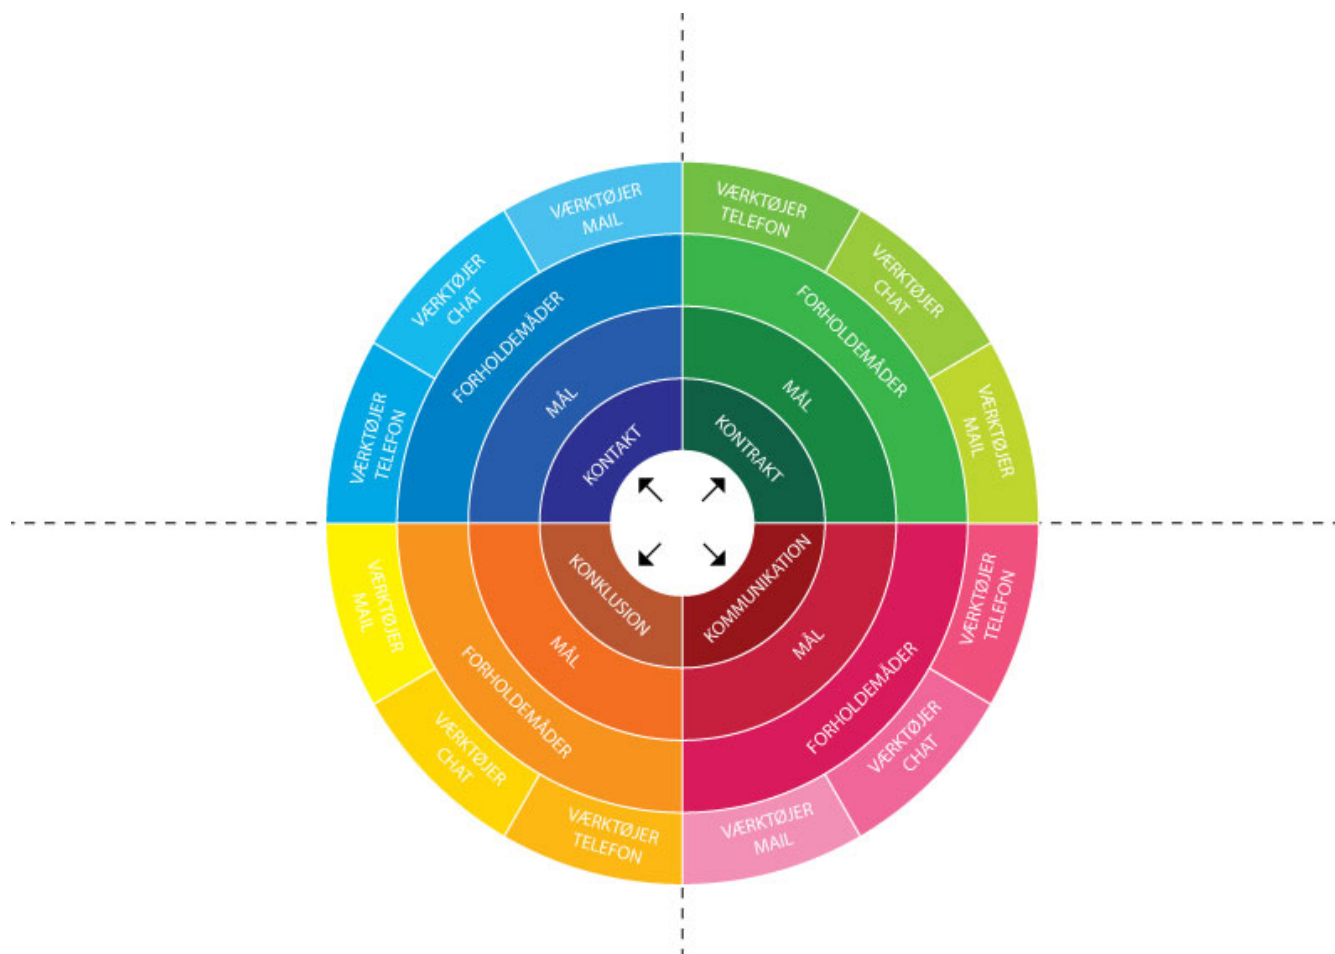 VÆRKTØJER
MAIL
VÆRKTØJER
CHAT
VÆRKTØJER
TELEFON
FORHOLDEMÅDER
MÅL
KONTAKT
VÆRKTØJER
TELEFON
VÆRKTØJER
CHAT
VÆRKTØJER
MAIL
FORHOLDEMÅDER
MÅL
KONTRAKT
KOMMUNIKATION
MÅL
FORHOLDEMÅDER
VÆRKTØJER
TELEFON
VÆRKTØJER
CHAT
VÆRKTØJER
MAIL
KONKLUSION
MÅL
FORHOLDEMÅDER
VÆRKTØJER
MAIL
VÆRKTØJER
CHAT
VÆRKTØJER
TELEFON